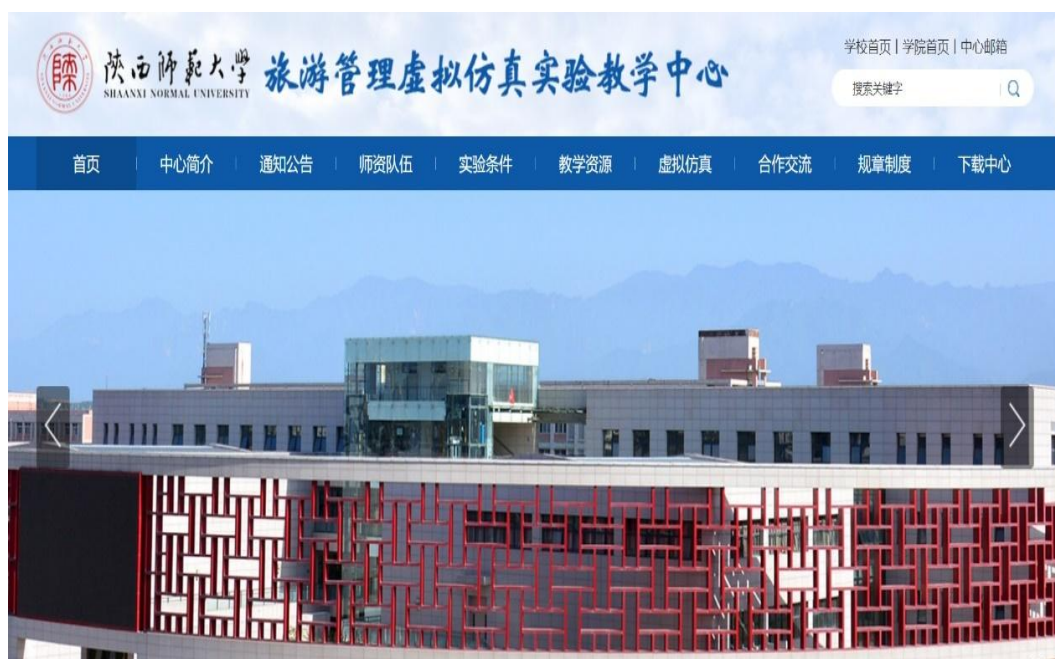 陕西师范大学 旅游管理虚拟仿真实验教学中心
SHAANXI NORMAL UNIVERSITY
学校首页 | 学院首页 | 中心邮箱
搜索关键字
首页 中心简介 通知公告 师资队伍 实验条件 教学资源 虚拟仿真 合作交流 规章制度 下载中心